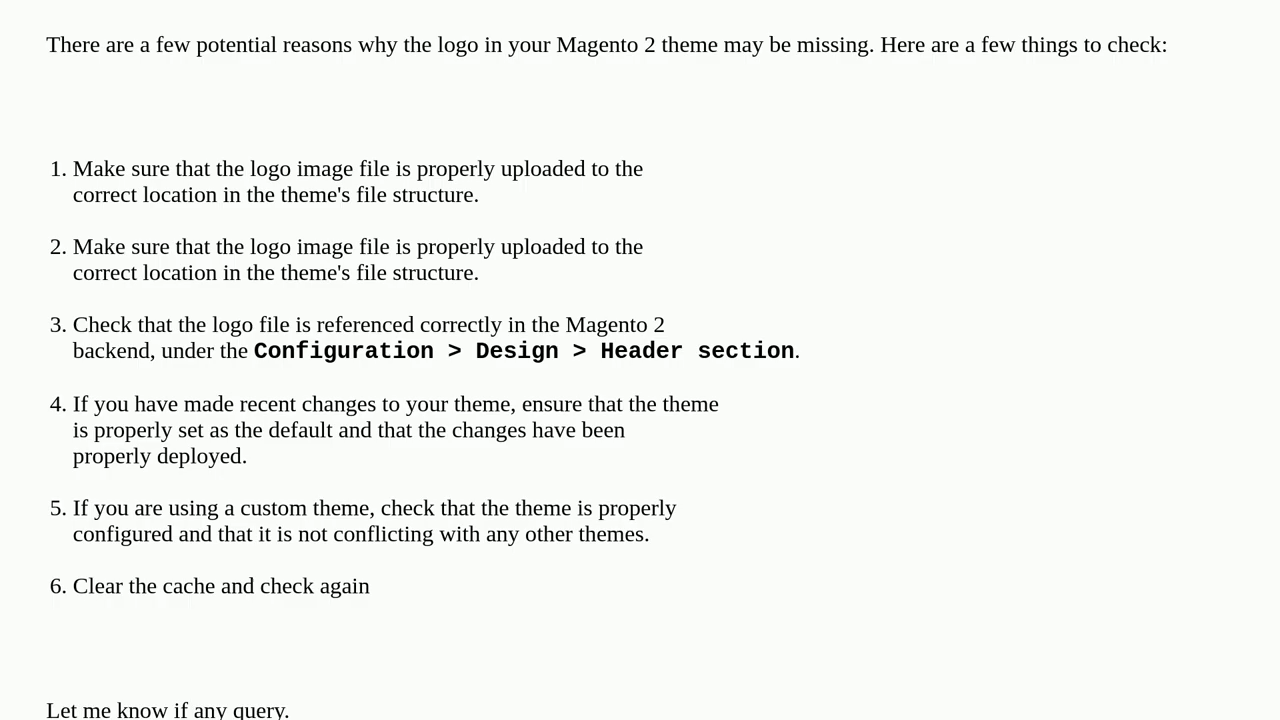 There are a few potential reasons why the logo in your Magento 2 theme may be missing. Here are a few things to check:
1. Make sure that the logo image file is properly uploaded to the
correct location in the theme's file structure.
2. Make sure that the logo image file is properly uploaded to the
correct location in the theme's file structure.
3. Check that the logo file is referenced correctly in the Magento 2
backend, under the Configuration > Design > Header section.
4. If you have made recent changes to your theme, ensure that the theme
is properly set as the default and that the changes have been
properly deployed.
5. If you are using a custom theme, check that the theme is properly
configured and that it is not conflicting with any other themes.
6. Clear the cache and check again
Let me know if any query.